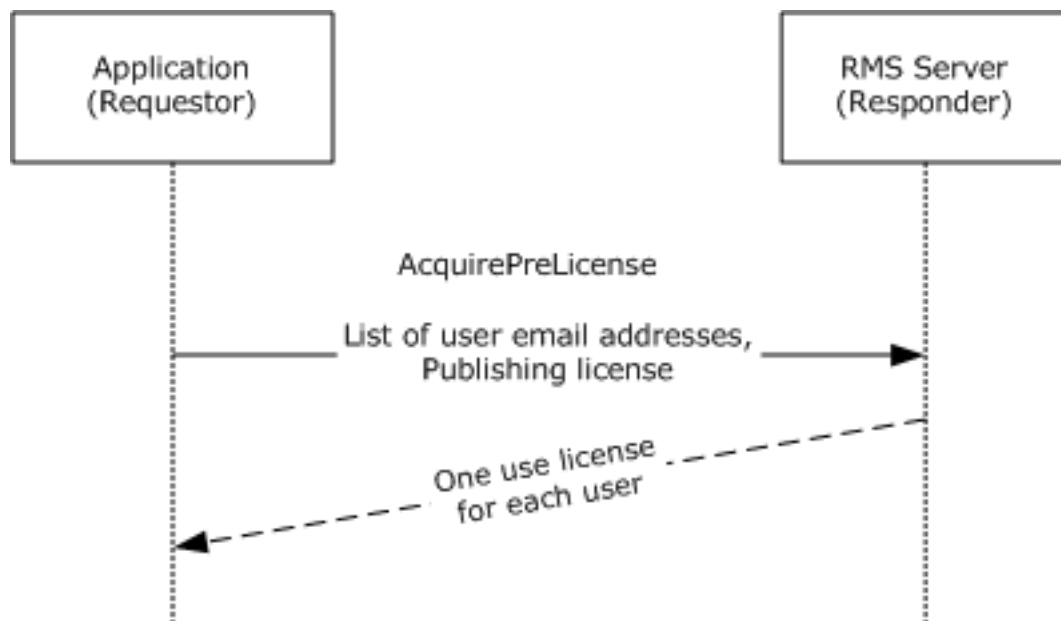 Application
(Requestor)
RMS Server
(Responder)
AcquirePreLicense
List of user email addresses,
Publishing license
One use license
for each user